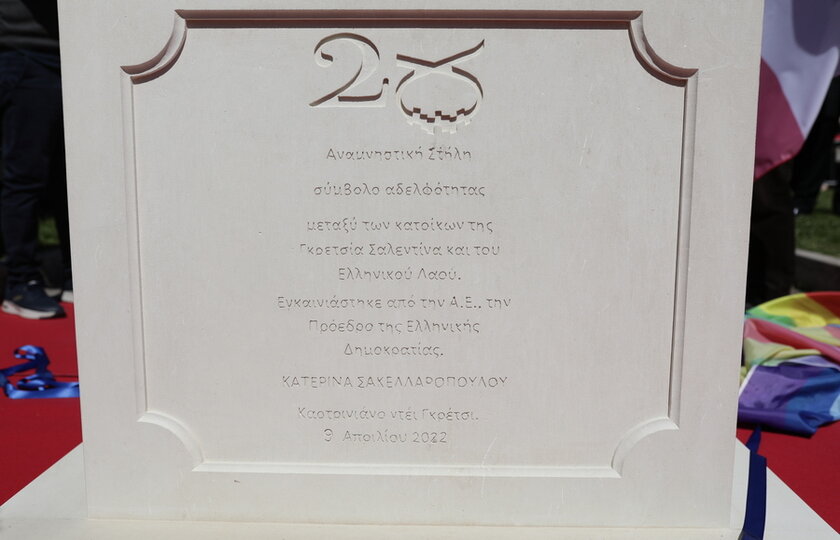 Αναμνηστική Στήλη
σύμβολο αδελφότητας
μεταξύ των κατοίκων της
Γκρετσία Σαλεντίνα και του
Ελληνικού Λαού.
Εγκαινιάστηκε από την Α.Ε.. την
Πρόεδρο της Ελληνικής
Δημοκρατίας.
ΚΑΤΕΡΙΝΑ ΣΑΚΕΛΛΑΡΟΠΟΥΛΟΥ
Καστρινιάνο ντέι Γκρέτσι.
9 Απριλίου 2022